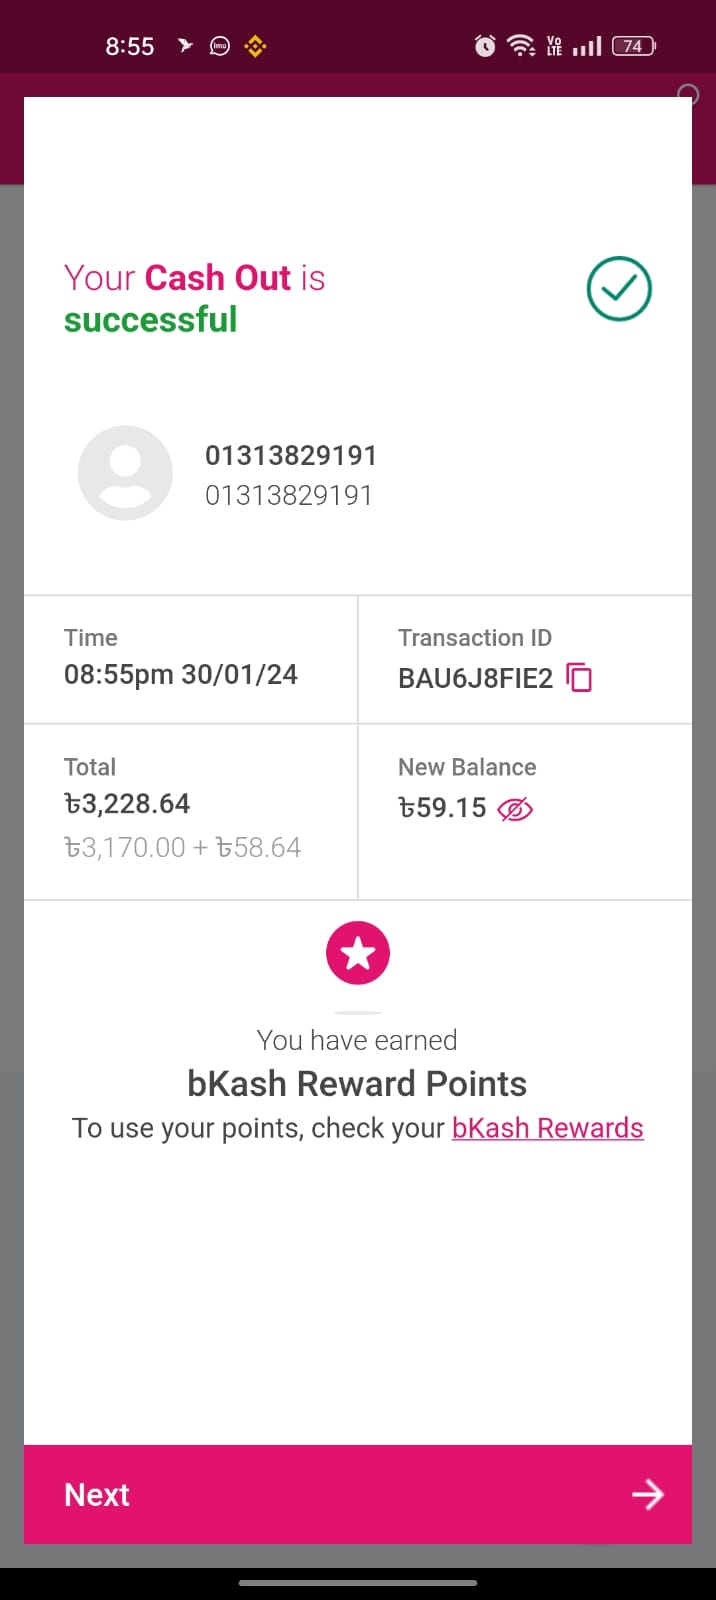 8:55
imo
Vo
LTE
74
Your Cash Out is
successful
01313829191
01313829191
Time
08:55pm 30/01/24
Transaction ID
BAU6J8FIE2
Total
৳3,228.64
৳3,170.00 + ৳58.64
New Balance
৳59.15
You have earned
bKash Reward Points
To use your points, check your bKash Rewards
Next